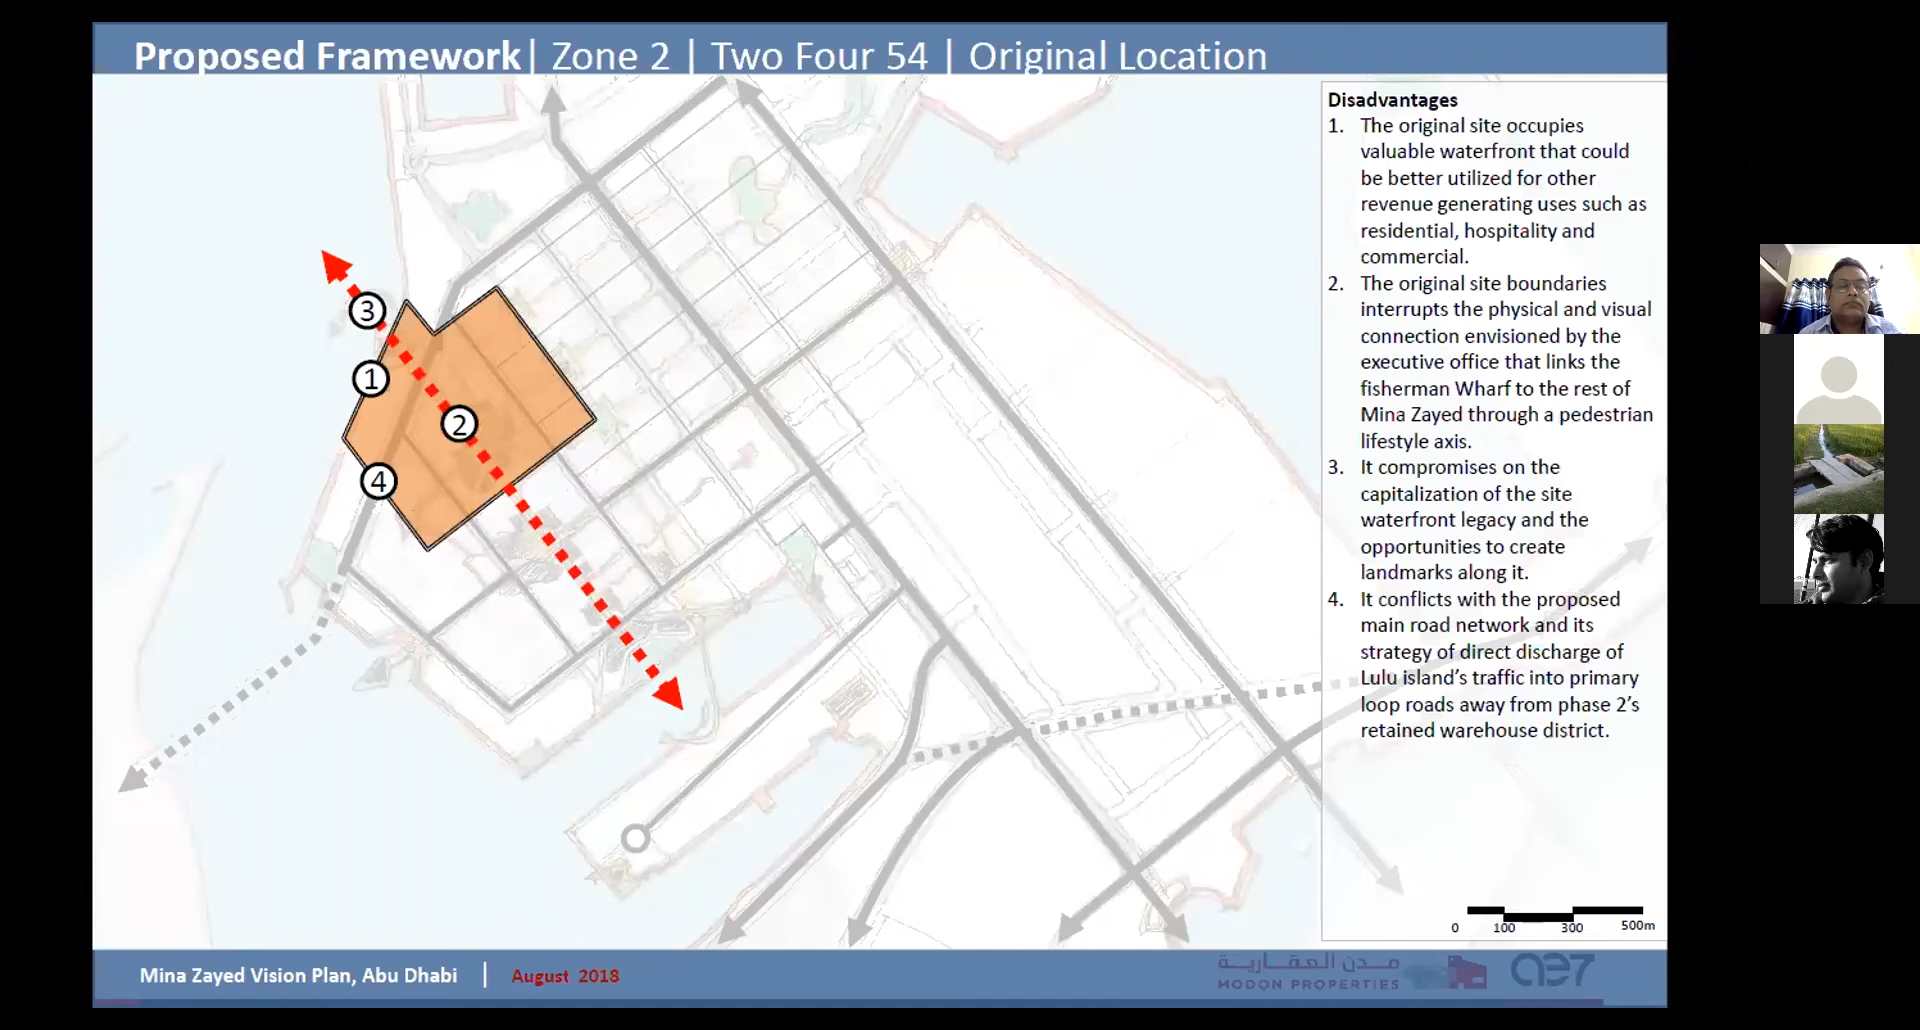 Proposed Framework| Zone 2 | Two Four 54 | Original Location
Disadvantages
1. The original site occupies
valuable waterfront that could
be better utilized for other
revenue generating uses such as
residential, hospitality and
commercial.
2. The original site boundaries
interrupts the physical and visual
connection envisioned by the
executive office that links the
fisherman Wharf to the rest of
Mina Zayed through a pedestrian
lifestyle axis.
3. It compromises on the
capitalization of the site
waterfront legacy and the
opportunities to create
landmarks along it.
4. It conflicts with the proposed
main road network and its
strategy of direct discharge of
Lulu island’s traffic into primary
loop roads away from phase 2’s
retained warehouse district.
3
1
2
4
0 100 300 500m
Mina Zayed Vision Plan, Abu Dhabi | August 2018
مدن العقارية
MODON PROPERTIES
ae7